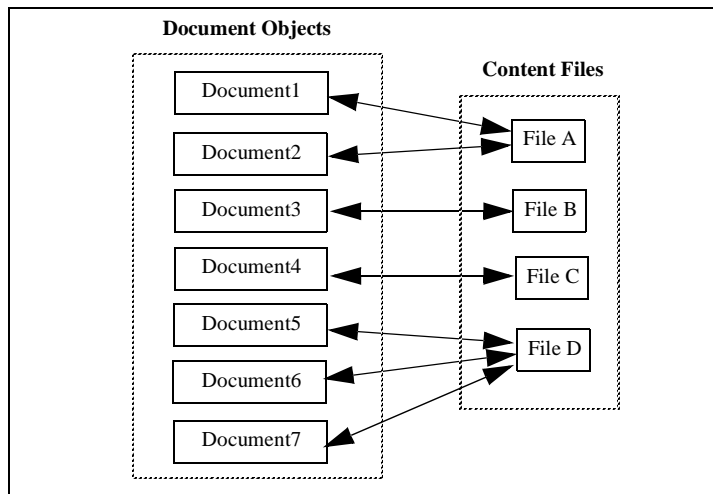 Document Objects
Content Files
Document1
Document2
Document3
Document4
Document5
Document6
Document7
File A
File B
File C
File D